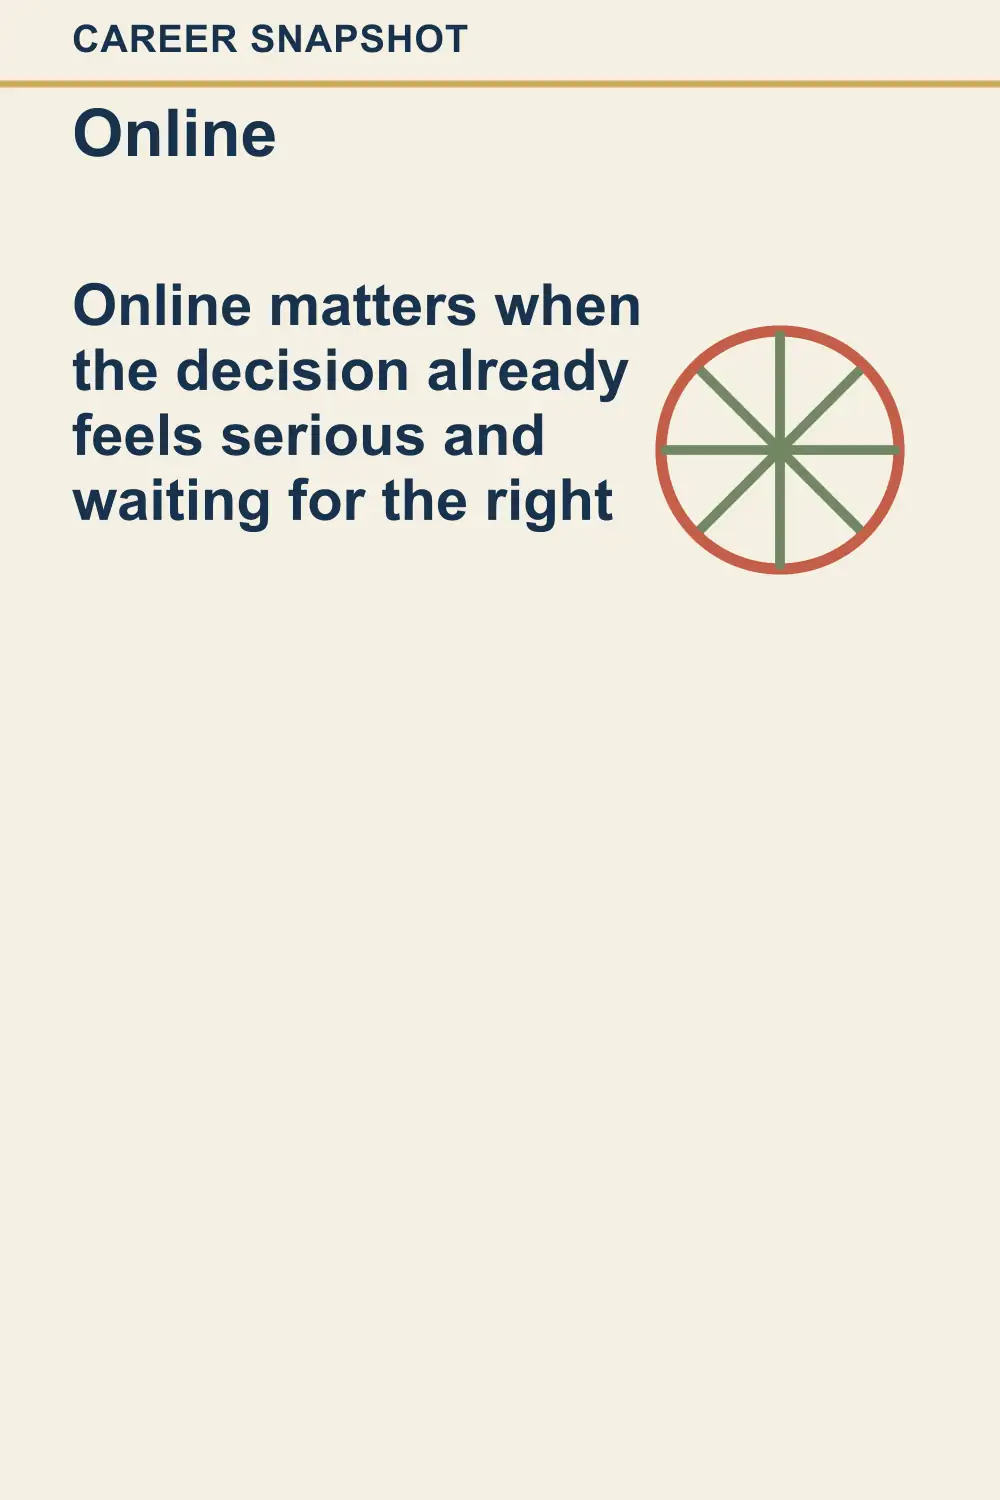 CAREER SNAPSHOT
Online
Online matters when
the decision already
feels serious and
waiting for the right